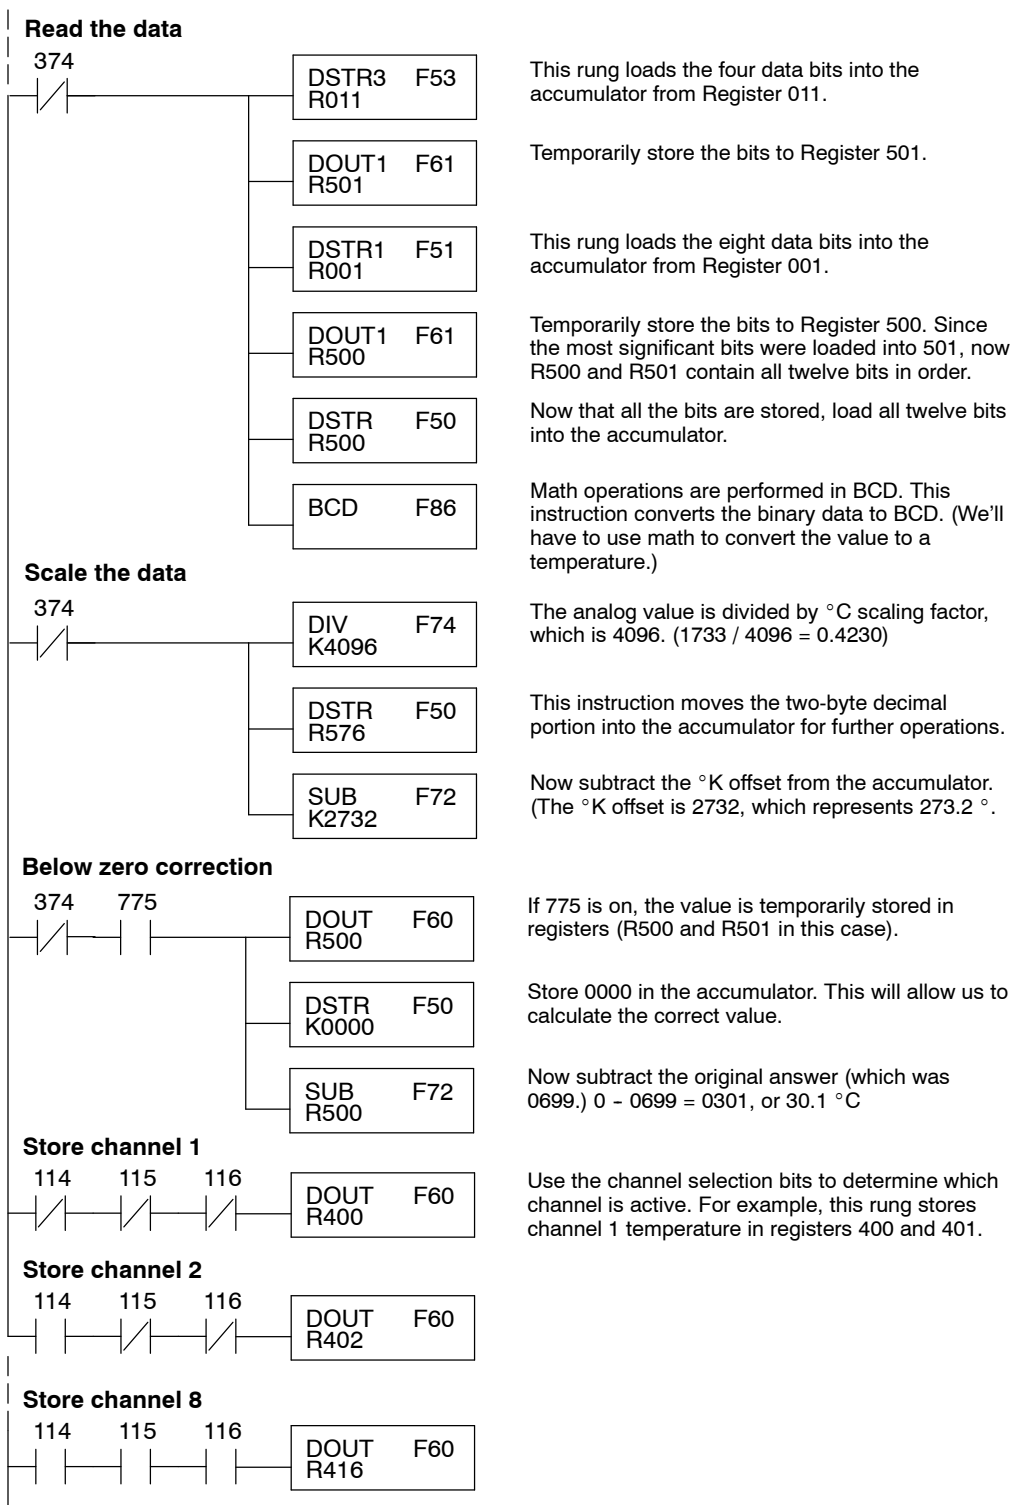 Read the data
374
DSTR3 F53
R011
This rung loads the four data bits into the
accumulator from Register 011.
DOUT1 F61
R501
Temporarily store the bits to Register 501.
DSTR1 F51
R001
This rung loads the eight data bits into the
accumulator from Register 001.
DOUT1 F61
R500
Temporarily store the bits to Register 500. Since
the most significant bits were loaded into 501, now
R500 and R501 contain all twelve bits in order.
DSTR F50
R500
Now that all the bits are stored, load all twelve bits
into the accumulator.
BCD F86
Math operations are performed in BCD. This
instruction converts the binary data to BCD. (We'll
have to use math to convert the value to a
temperature.)
Scale the data
374
DIV F74
K4096
The analog value is divided by °C scaling factor,
which is 4096. (1733 / 4096 = 0.4230)
DSTR F50
R576
This instruction moves the two-byte decimal
portion into the accumulator for further operations.
SUB F72
K2732
Now subtract the °K offset from the accumulator.
(The °K offset is 2732, which represents 273.2 °.
Below zero correction
374 775
DOUT F60
R500
If 775 is on, the value is temporarily stored in
registers (R500 and R501 in this case).
DSTR F50
K0000
Store 0000 in the accumulator. This will allow us to
calculate the correct value.
SUB F72
R500
Now subtract the original answer (which was
0699.) 0 - 0699 = 0301, or 30.1 °C
Store channel 1
114 115 116
DOUT F60
R400
Use the channel selection bits to determine which
channel is active. For example, this rung stores
channel 1 temperature in registers 400 and 401.
Store channel 2
114 115 116
DOUT F60
R402
Store channel 8
114 115 116
DOUT F60
R416